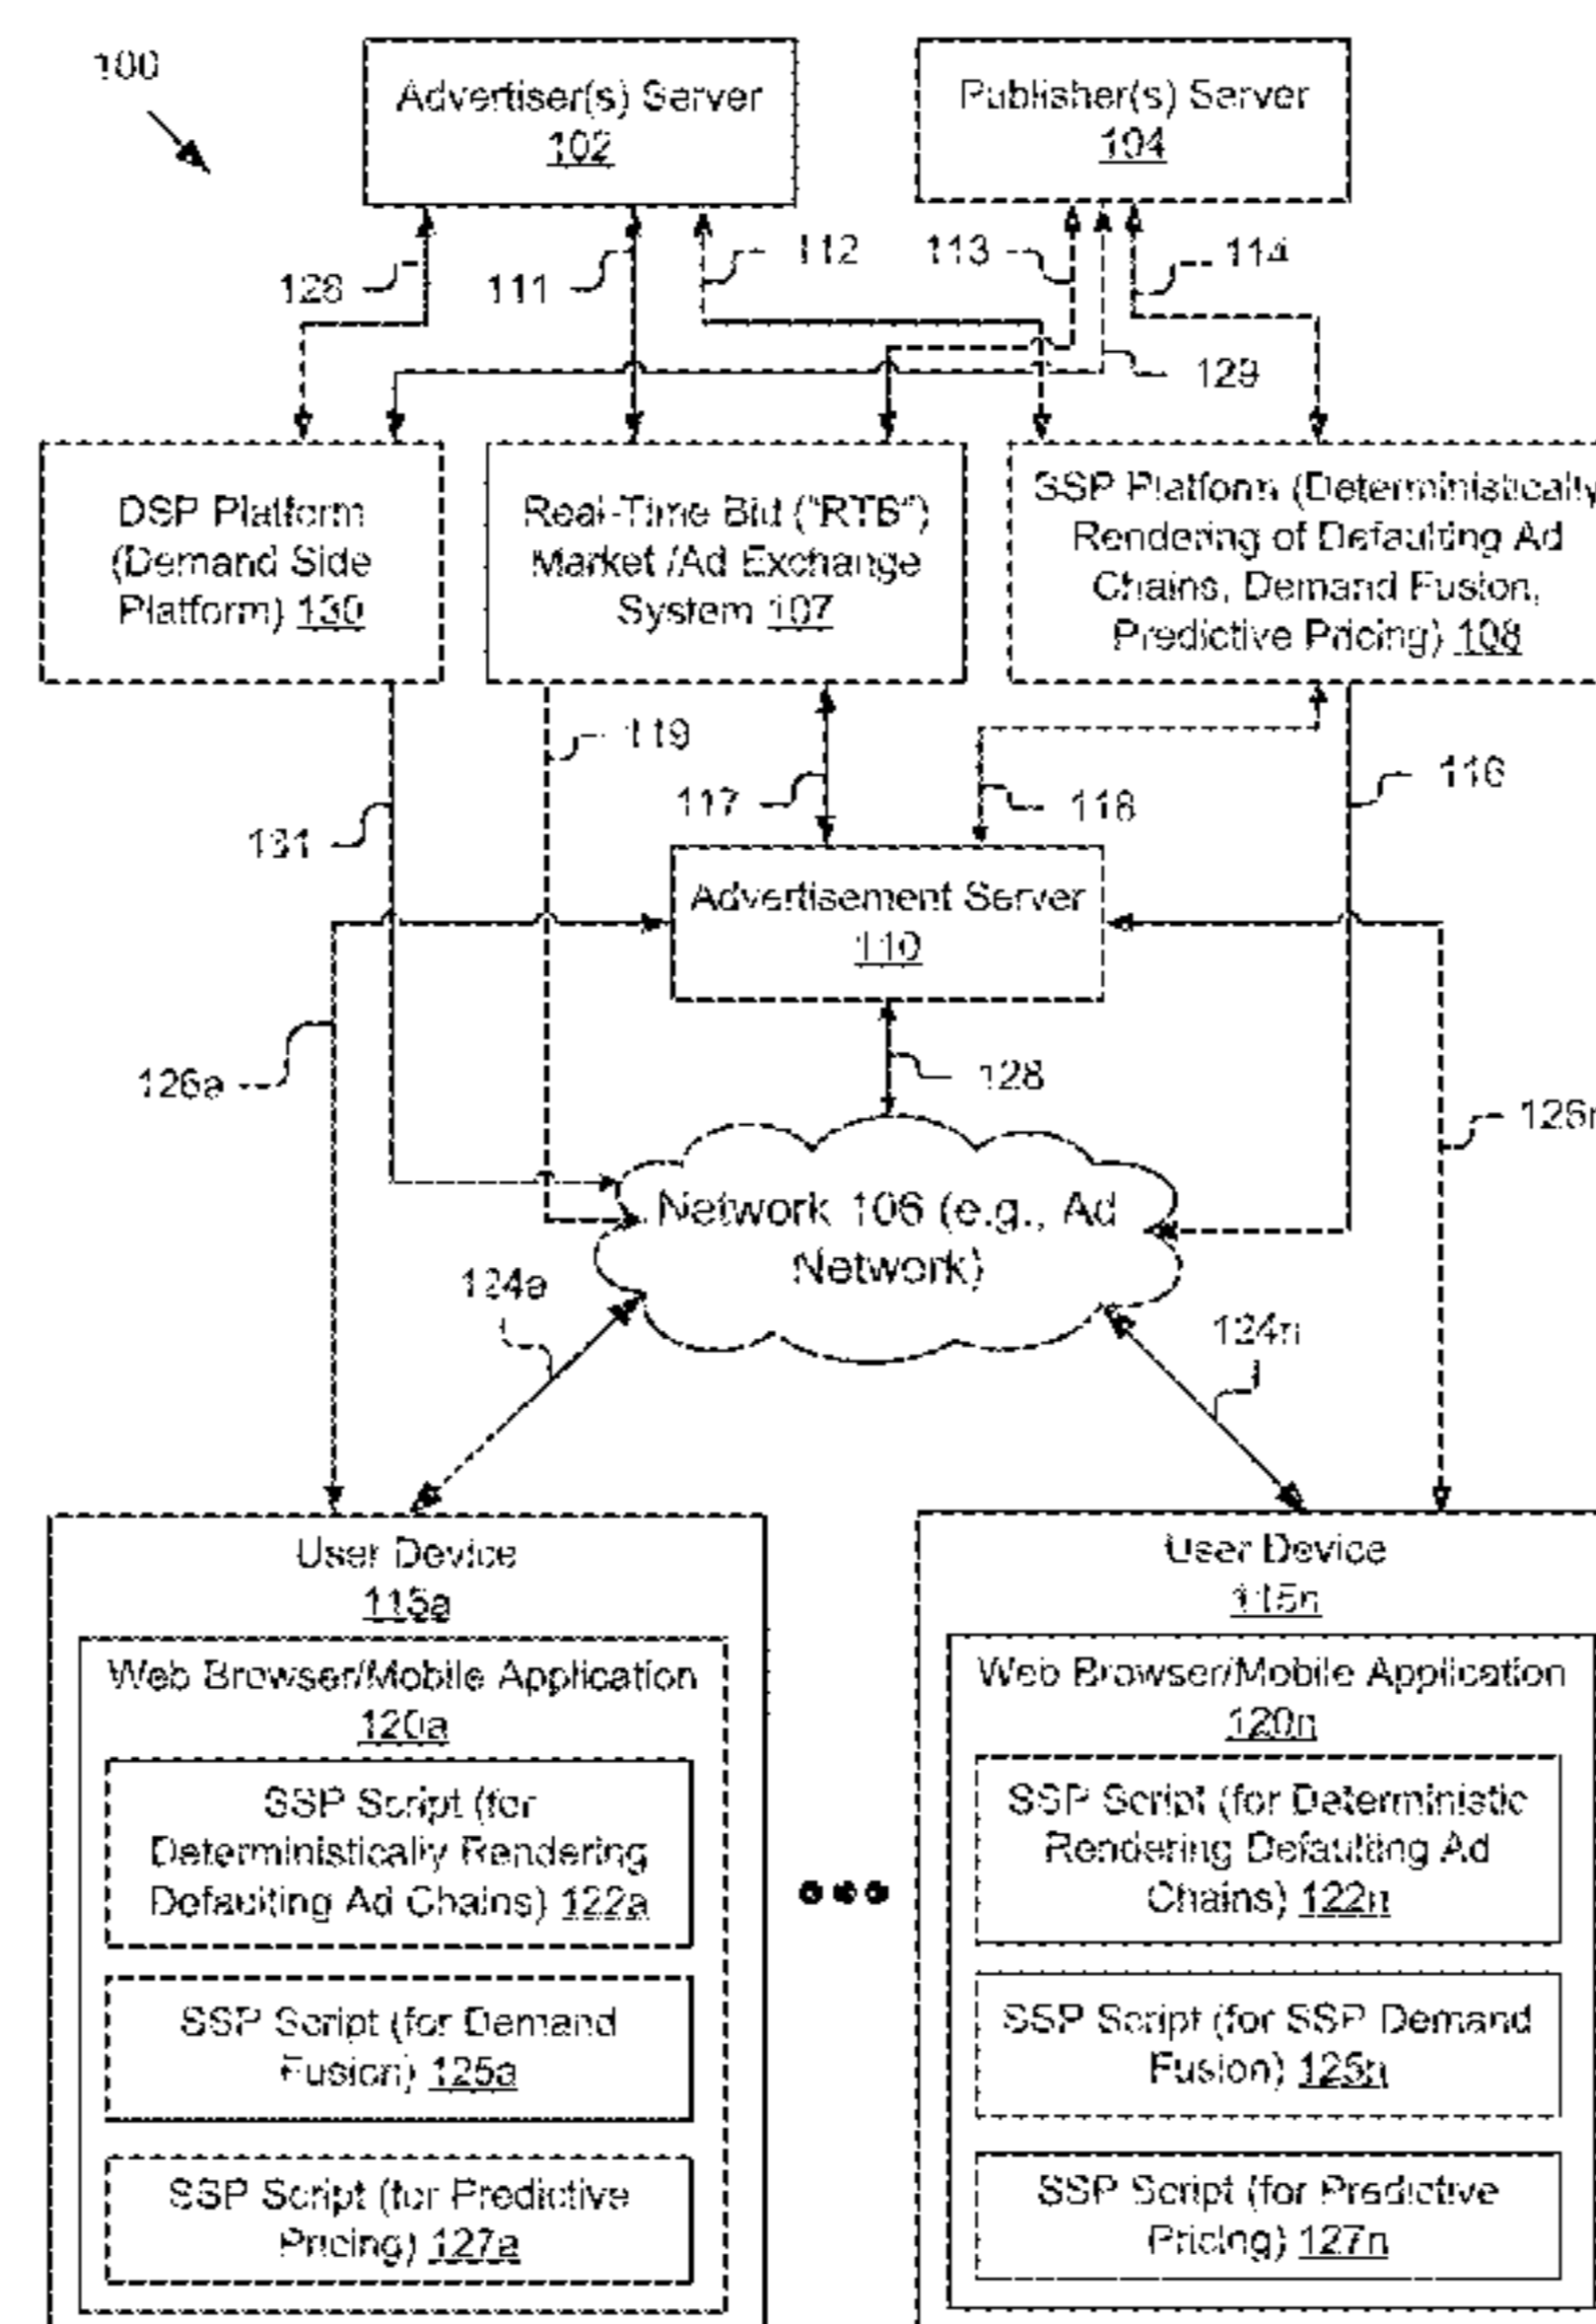 100
Advertiser(s) Server
102
Publisher(s) Server
104
128
111
112
113
114
129
DSP Platform
(Demand Side
Platform) 130
Real-Time Bid ("RTB")
Market /Ad Exchange
System 107
SSP Platform (Deterministically
Rendering of Defaulting Ad
Chains, Demand Fusion,
Predictive Pricing) 108
119
117
118
116
131
Advertisement Server
110
126a
128
126n
Network 106 (e.g., Ad
Network)
124a
124n
User Device
115a
Web Browser/Mobile Application
120a
SSP Script (for
Deterministically Rendering
Defaulting Ad Chains) 122a
SSP Script (for Demand
Fusion) 125a
SSP Script (for Predictive
Pricing) 127a
User Device
115n
Web Browser/Mobile Application
120n
SSP Script (for Deterministic
Rendering Defaulting Ad
Chains) 122n
SSP Script (for SSP Demand
Fusion) 125n
SSP Script (for Predictive
Pricing) 127n